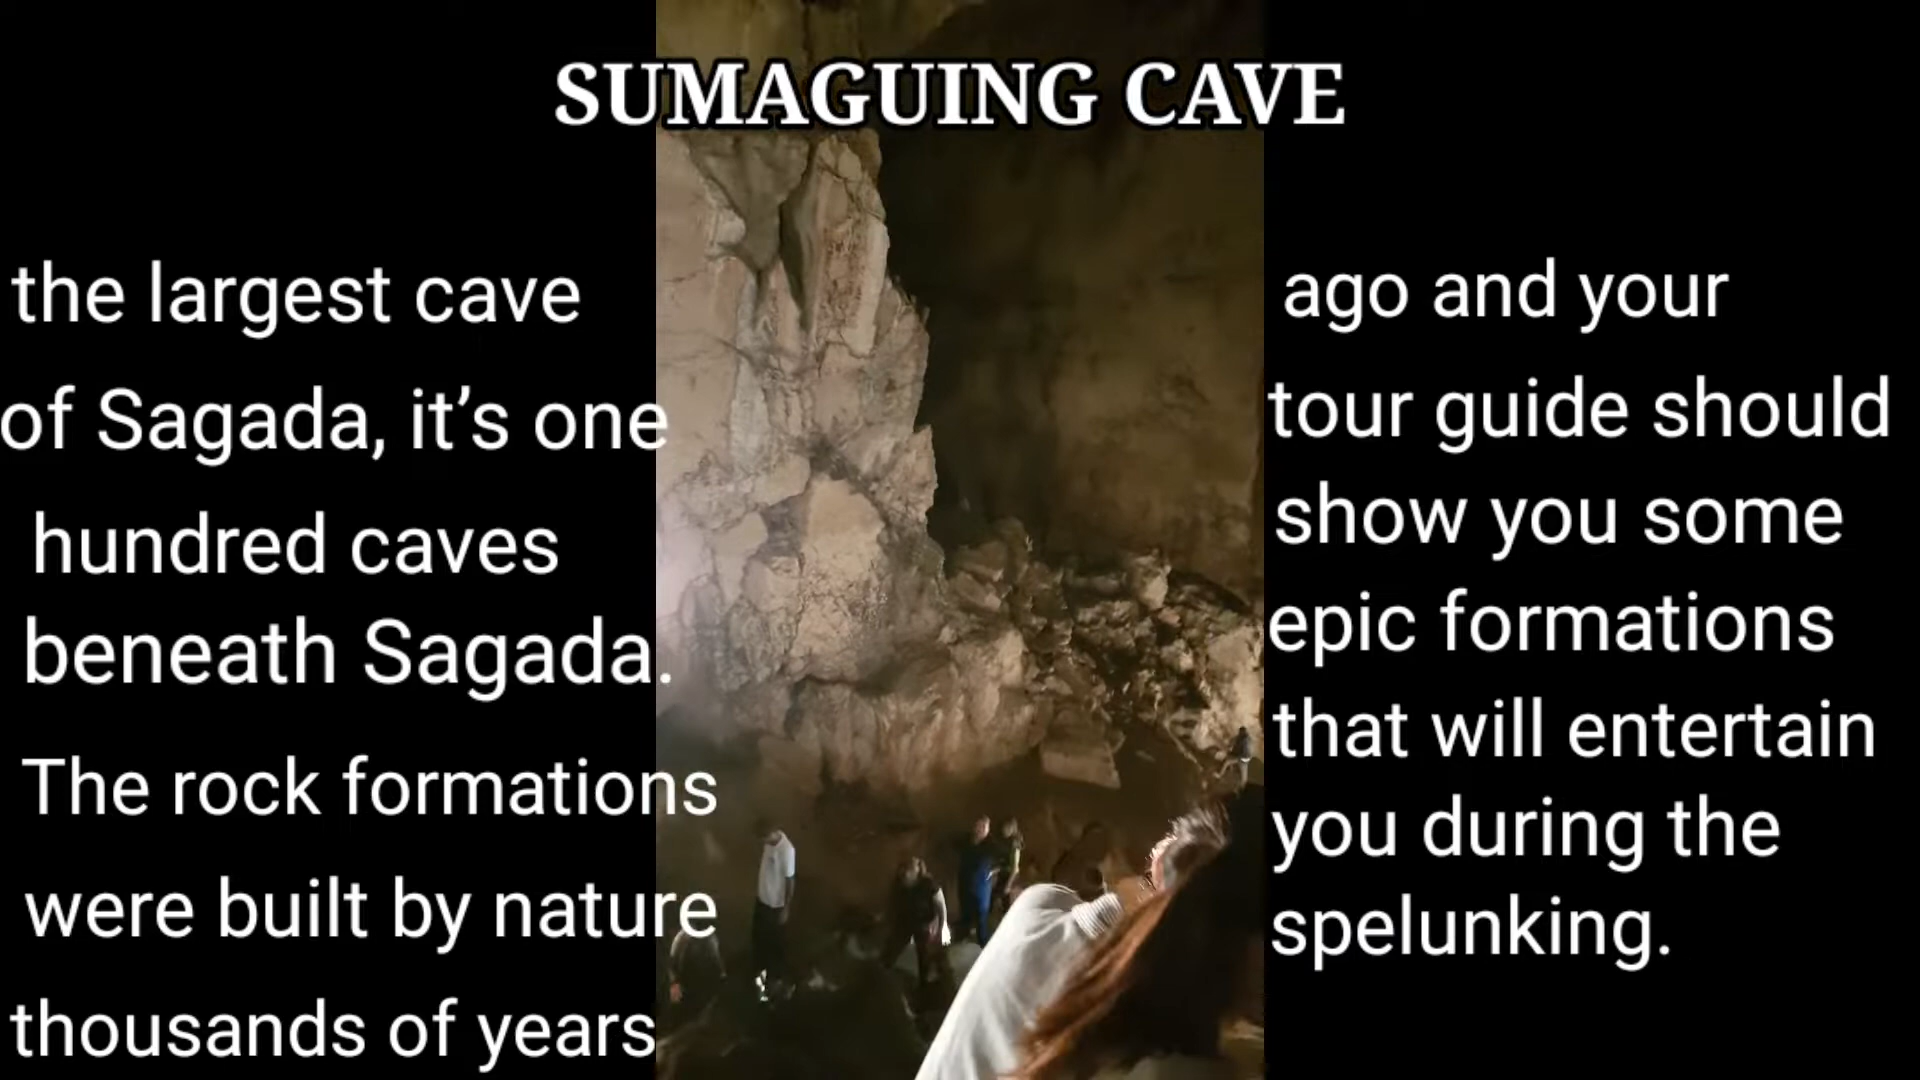 SUMAGUING CAVE
the largest cave
of Sagada, it’s one
hundred caves
beneath Sagada.
The rock formations
were built by nature
thousands of years
ago and your
tour guide should
show you some
epic formations
that will entertain
you during the
spelunking.